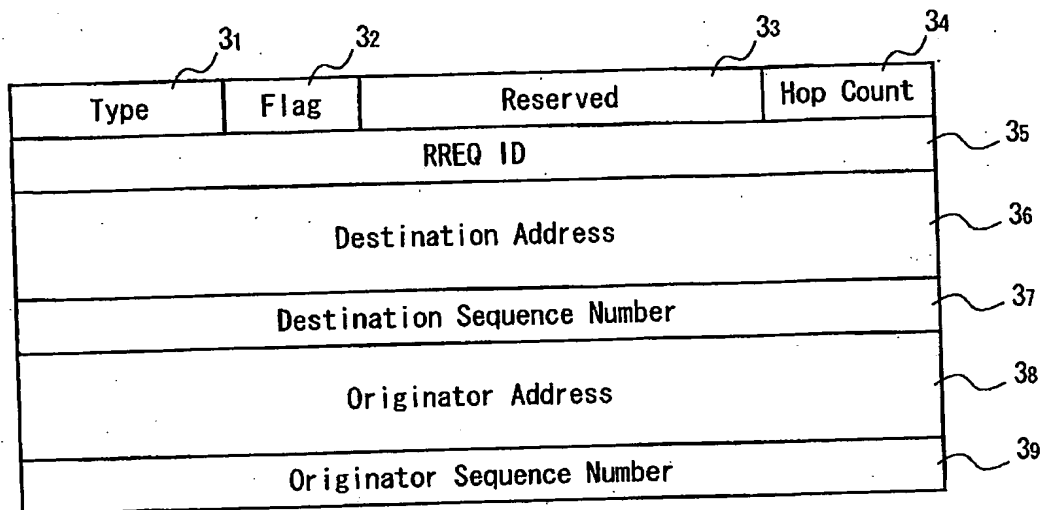 31 32 33 34
Type Flag Reserved Hop Count
RREQ ID 35
Destination Address 36
Destination Sequence Number 37
Originator Address 38
Originator Sequence Number 39